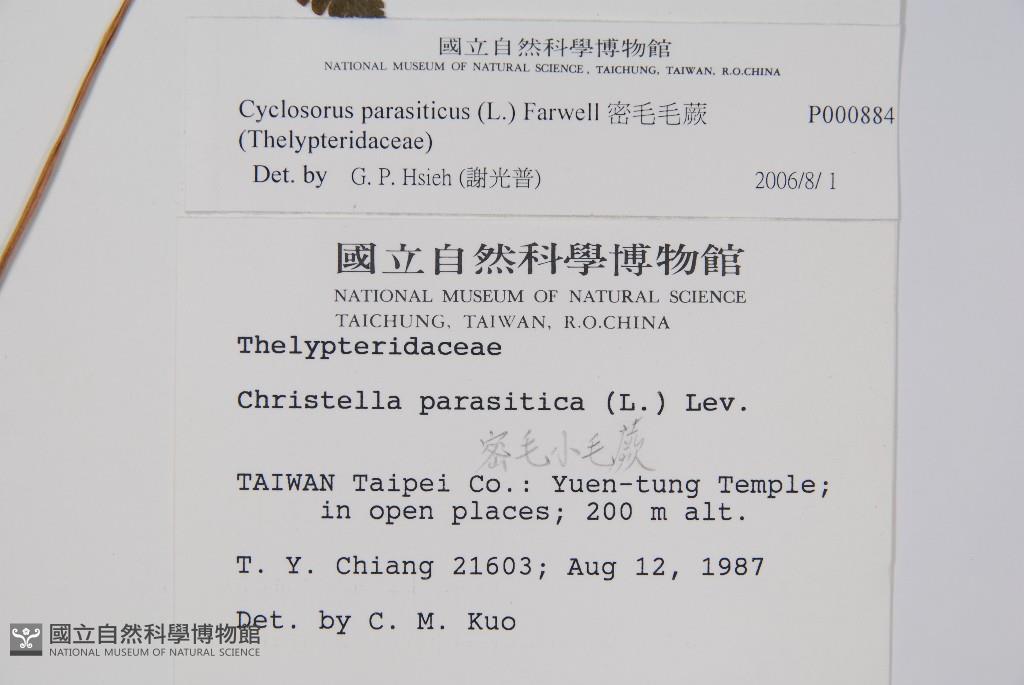 國立自然科學博物館
NATIONAL MUSEUM OF NATURAL SCIENCE, TAICHUNG, TAIWAN, R.O.CHINA
Cyclosorus parasiticus (L.) Farwell 密毛毛蕨 P000884
(Thelypteridaceae)
Det. by G. P. Hsieh (謝光普) 2006/8/1
國立自然科學博物館
NATIONAL MUSEUM OF NATURAL SCIENCE
TAICHUNG, TAIWAN, R.O.CHINA
Thelypteridaceae
Christella parasitica (L.) Lev.
密毛小毛蕨
TAIWAN Taipei Co.: Yuen-tung Temple;
in open places; 200 m alt.
T. Y. Chiang 21603; Aug 12, 1987
Det. by C. M. Kuo
國立自然科學博物館
NATIONAL MUSEUM OF NATURAL SCIENCE